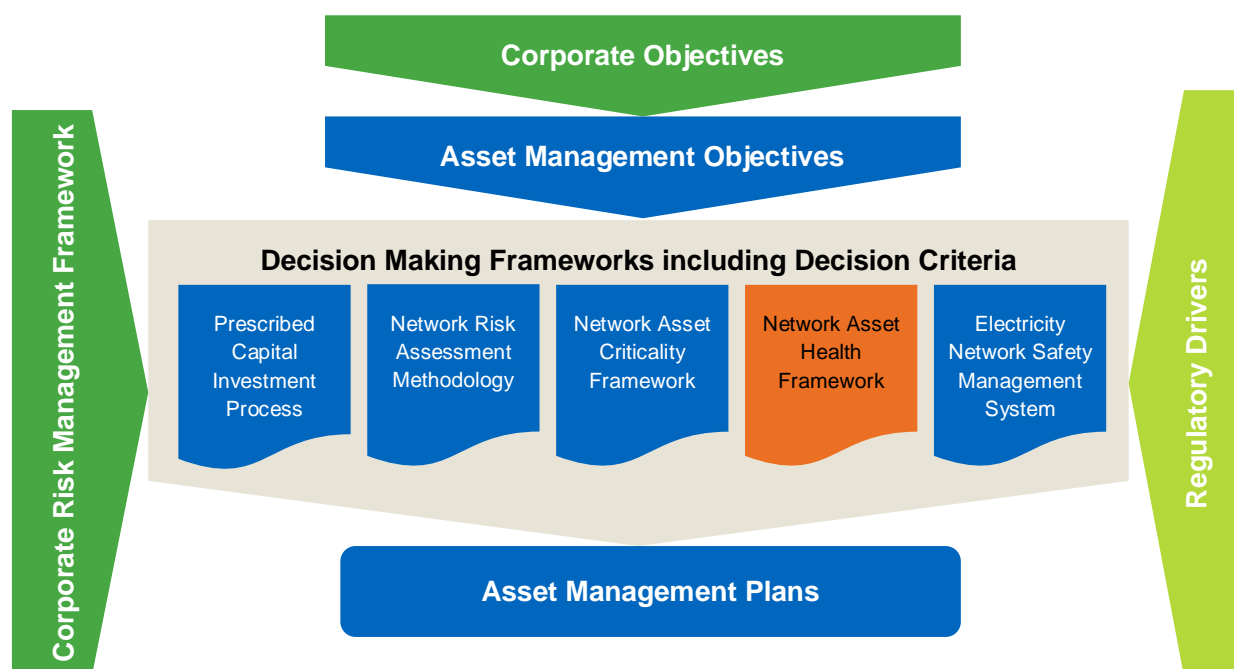 Corporate Objectives
Asset Management Objectives
Corporate Risk Management Framework
Decision Making Frameworks including Decision Criteria
Prescribed
Capital
Investment
Process
Network Risk
Assessment
Methodology
Network Asset
Criticality
Framework
Network Asset
Health
Framework
Electricity
Network Safety
Management
System
Regulatory Drivers
Asset Management Plans